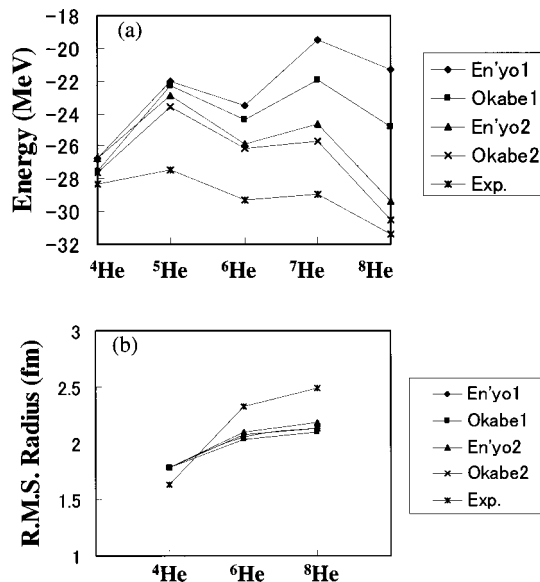 (a)
Energy (MeV)
-18
-20
-22
-24
-26
-28
-30
-32
⁴He
⁵He
⁶He
⁷He
⁸He
En'yo1
Okabe1
En'yo2
Okabe2
Exp.
(b)
R.M.S. Radius (fm)
3
2.5
2
1.5
1
⁴He
⁶He
⁸He
En'yo1
Okabe1
En'yo2
Okabe2
Exp.